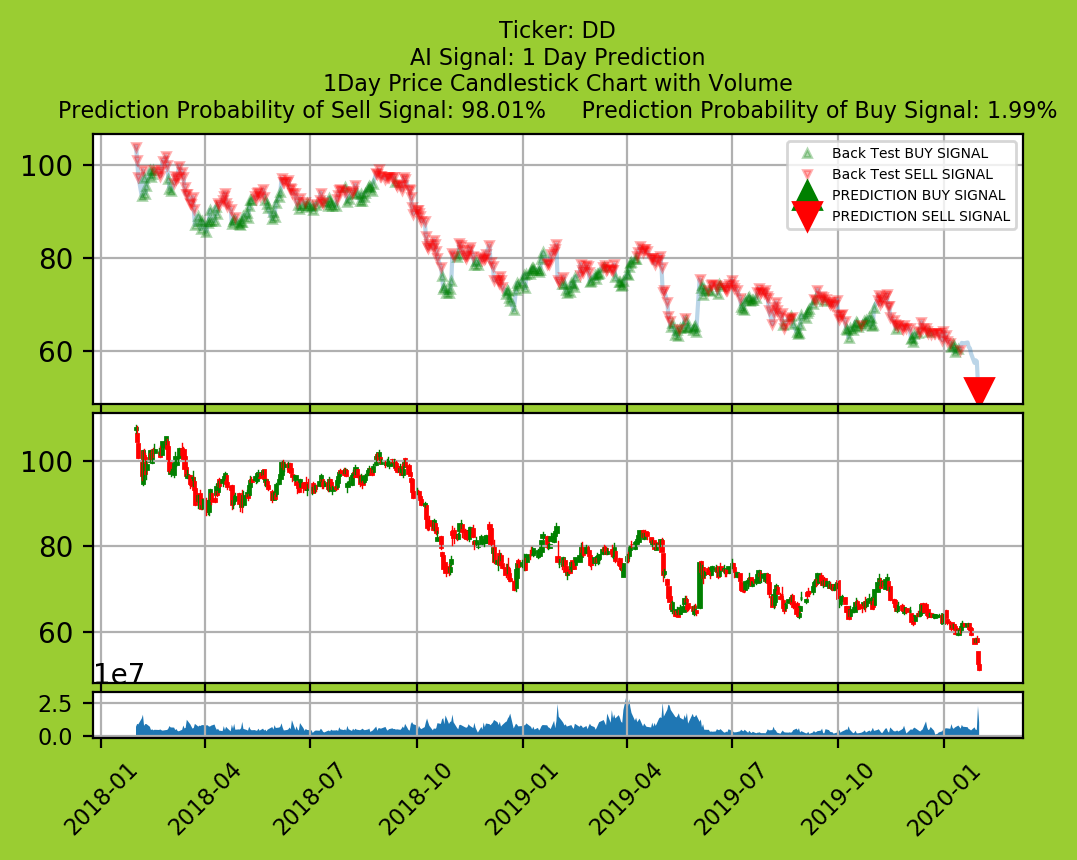 Ticker: DD
AI Signal: 1 Day Prediction
1Day Price Candlestick Chart with Volume
Prediction Probability of Sell Signal: 98.01%     Prediction Probability of Buy Signal: 1.99%
100
80
60
Back Test BUY SIGNAL
Back Test SELL SIGNAL
PREDICTION BUY SIGNAL
PREDICTION SELL SIGNAL
100
80
60
1e7
2.5
0.0
2018-01
2018-04
2018-07
2018-10
2019-01
2019-04
2019-07
2019-10
2020-01